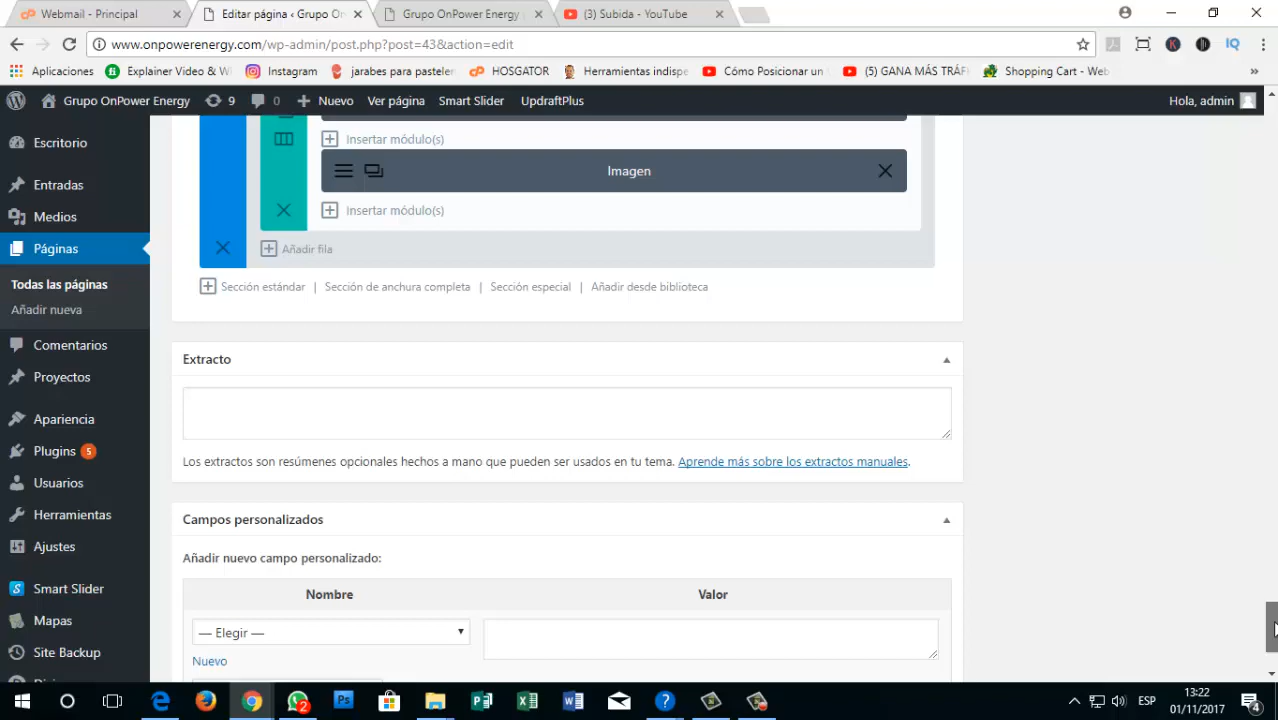 Webmail - Principal
Editar página ‹ Grupo On
Grupo OnPower Energy
(3) Subida - YouTube
www.onpowerenergy.com/wp-admin/post.php?post=43&action=edit
Aplicaciones
Explainer Video & W
Instagram
jarabes para pasteler
HOSGATOR
Herramientas indispe
Cómo Posicionar un
(5) GANA MÁS TRÁF
Shopping Cart - Web
»
Grupo OnPower Energy
9
0
Nuevo
Ver página
Smart Slider
UpdraftPlus
Hola, admin
Escritorio
Entradas
Medios
Páginas
Todas las páginas
Añadir nueva
Comentarios
Proyectos
Apariencia
Plugins 5
Usuarios
Herramientas
Ajustes
Smart Slider
Mapas
Site Backup
Insertar módulo(s)
Imagen
Insertar módulo(s)
Añadir fila
Sección estándar | Sección de anchura completa | Sección especial | Añadir desde biblioteca
Extracto
Los extractos son resúmenes opcionales hechos a mano que pueden ser usados en tu tema. Aprende más sobre los extractos manuales.
Campos personalizados
Añadir nuevo campo personalizado:
Nombre
Valor
— Elegir —
Nuevo
ESP
13:22
01/11/2017